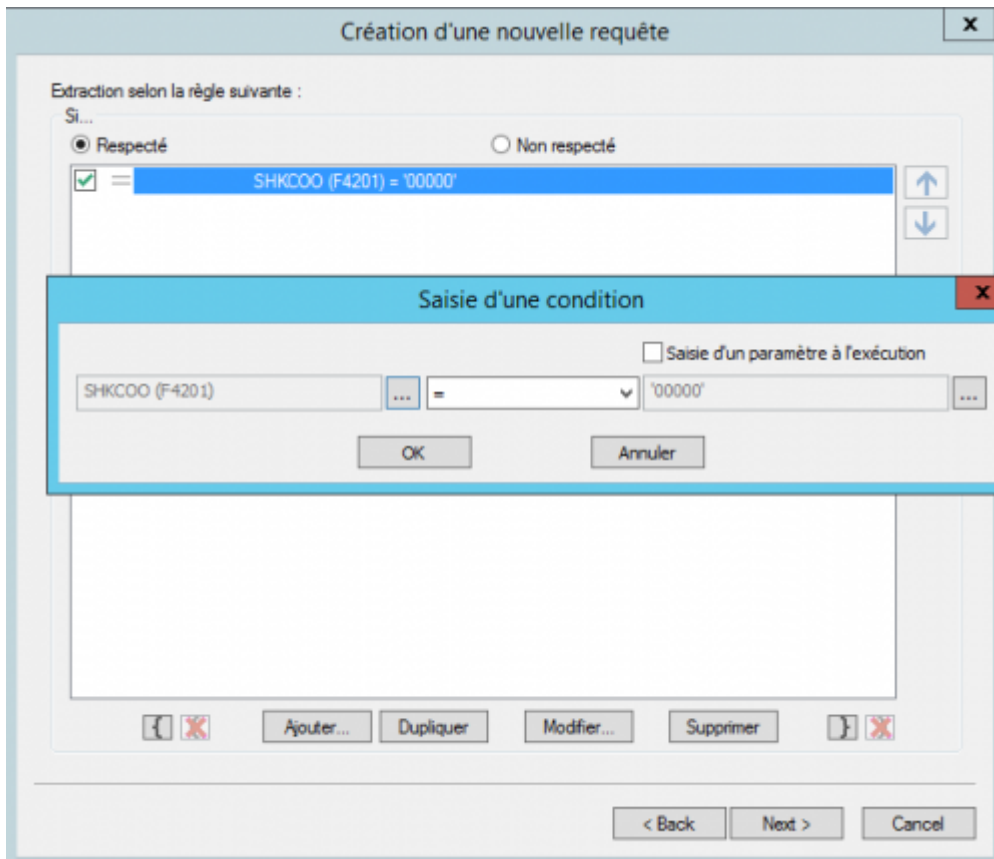 Création d'une nouvelle requête
x
Extraction selon la règle suivante :
Si...
Respecté Non respecté
SHKCOO (F4201) = '00000'
Saisie d'une condition
x
Saisie d'un paramètre à l'exécution
SHKCOO (F4201) ... = '00000' ...
OK Annuler
{ Ajouter... Dupliquer Modifier... Supprimer }
< Back Next > Cancel